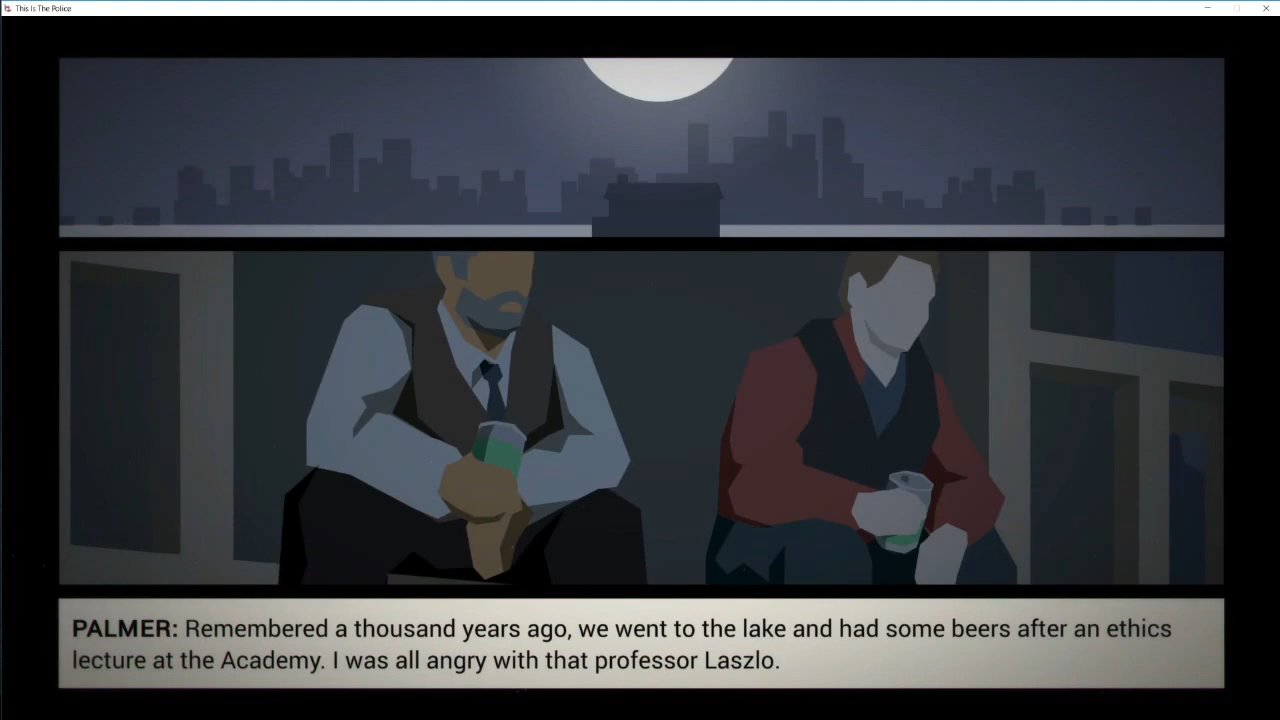 This Is The Police
PALMER: Remembered a thousand years ago, we went to the lake and had some beers after an ethics
lecture at the Academy. I was all angry with that professor Laszlo.